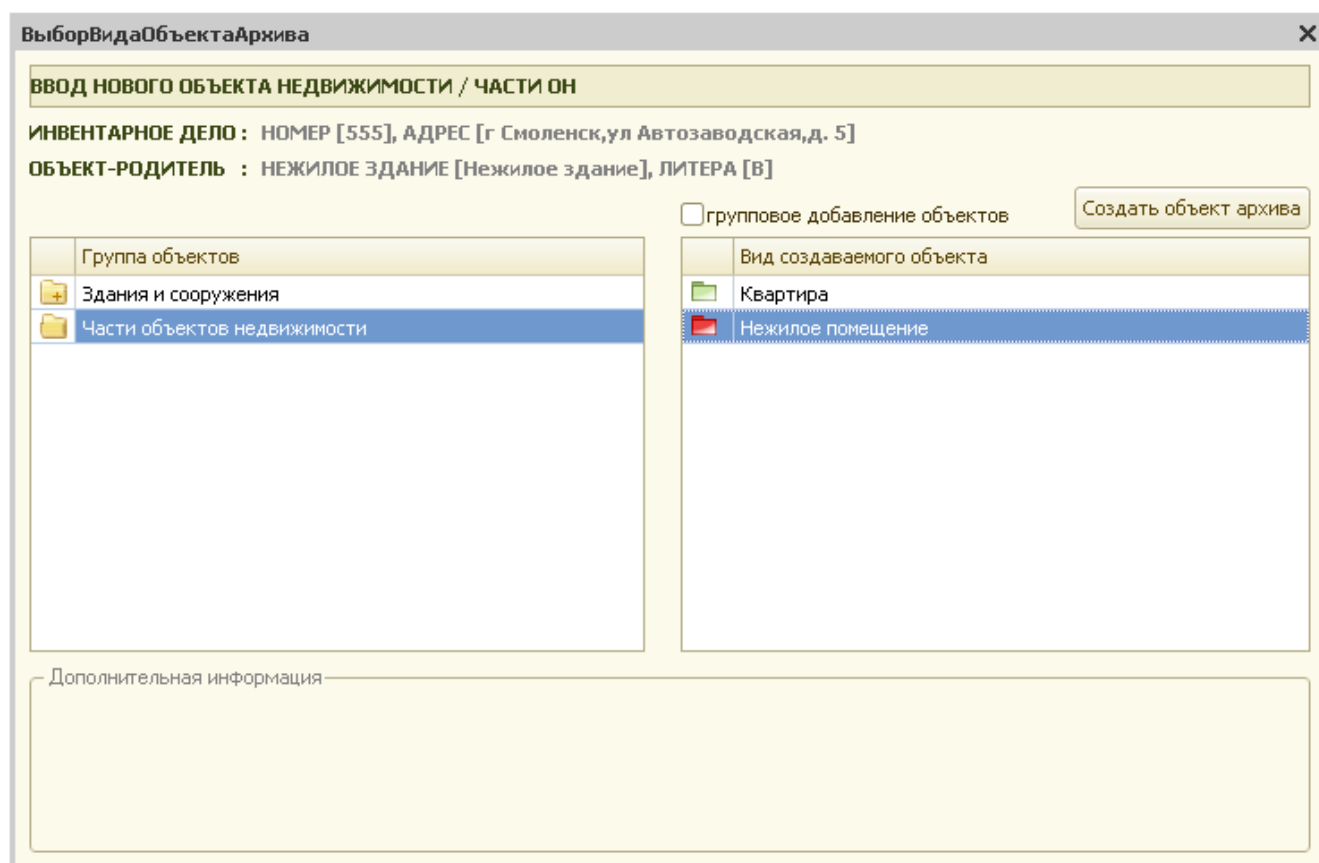 ВыборВидаОбъектаАрхива
ВВОД НОВОГО ОБЪЕКТА НЕДВИЖИМОСТИ / ЧАСТИ ОН
ИНВЕНТАРНОЕ ДЕЛО : НОМЕР [555], АДРЕС [г Смоленск,ул Автозаводская,д. 5]
ОБЪЕКТ-РОДИТЕЛЬ : НЕЖИЛОЕ ЗДАНИЕ [Нежилое здание], ЛИТЕРА [В]
групповое добавление объектов
Создать объект архива
Группа объектов
Здания и сооружения
Части объектов недвижимости
Вид создаваемого объекта
Квартира
Нежилое помещение
Дополнительная информация